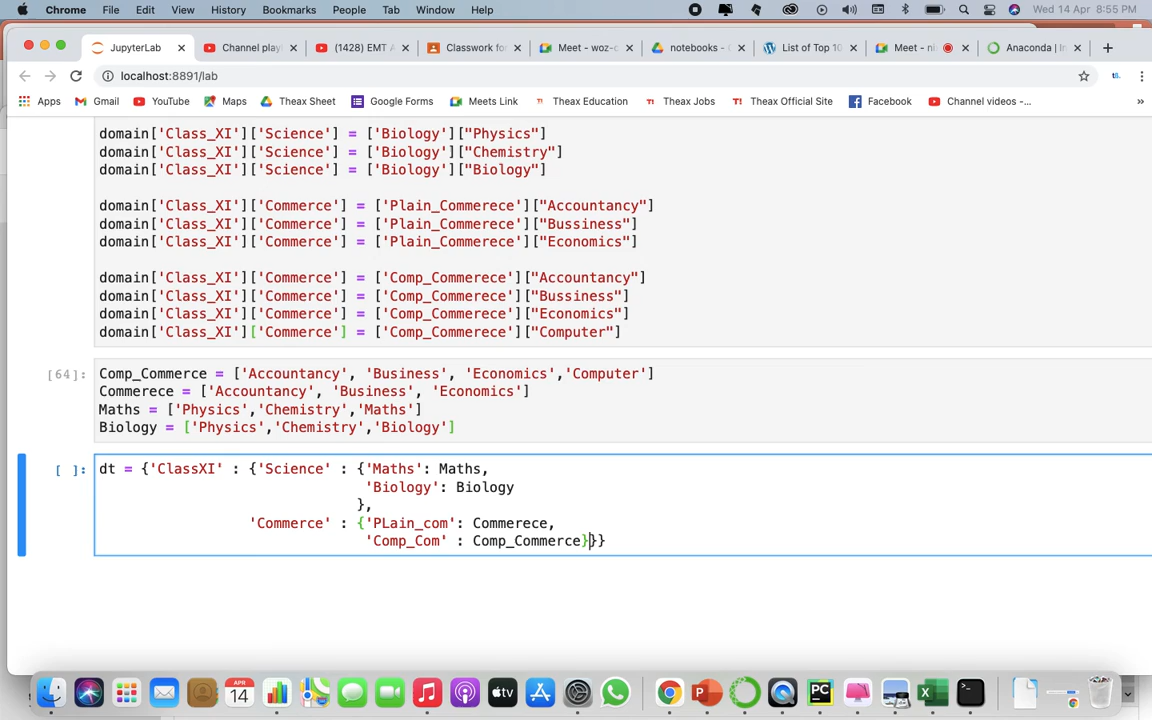 Chrome File Edit View History Bookmarks People Tab Window Help Wed 14 Apr 8:55 PM
JupyterLab Channel play (1428) EMT A Classwork fo Meet - woz-c notebooks - List of Top 10 Meet - ni Anaconda | In
localhost:8891/lab
Apps Gmail YouTube Maps Theax Sheet Google Forms Meets Link Theax Education Theax Jobs Theax Official Site Facebook Channel videos -... »
domain['Class_XI']['Science'] = ['Biology']["Physics"]
domain['Class_XI']['Science'] = ['Biology']["Chemistry"]
domain['Class_XI']['Science'] = ['Biology']["Biology"]
domain['Class_XI']['Commerce'] = ['Plain_Commerece']["Accountancy"]
domain['Class_XI']['Commerce'] = ['Plain_Commerece']["Bussiness"]
domain['Class_XI']['Commerce'] = ['Plain_Commerece']["Economics"]
domain['Class_XI']['Commerce'] = ['Comp_Commerece']["Accountancy"]
domain['Class_XI']['Commerce'] = ['Comp_Commerece']["Bussiness"]
domain['Class_XI']['Commerce'] = ['Comp_Commerece']["Economics"]
domain['Class_XI']['Commerce'] = ['Comp_Commerece']["Computer"]
[64]: Comp_Commerce = ['Accountancy', 'Business', 'Economics','Computer']
Commerece = ['Accountancy', 'Business', 'Economics']
Maths = ['Physics','Chemistry','Maths']
Biology = ['Physics','Chemistry','Biology']
[ ]: dt = {'ClassXI' : {'Science' : {'Maths': Maths,
'Biology': Biology
},
'Commerce' : {'PLain_com': Commerece,
'Comp_Com' : Comp_Commerce}}}
APR
14
tv
P PC X